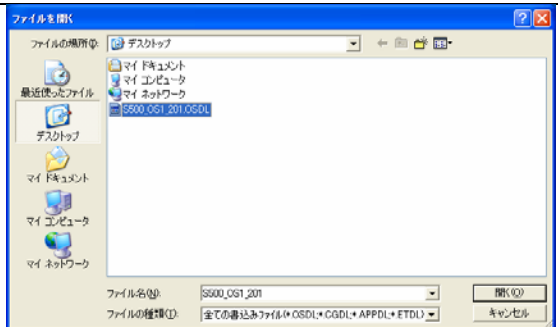 ファイルを開く
ファイルの場所(I):
デスクトップ
最近使ったファイル
デスクトップ
マイ ドキュメント
マイ コンピュータ
マイ ネットワーク
マイ ドキュメント
マイ コンピュータ
マイ ネットワーク
S500_OS1_201.OSDL
ファイル名(N):
S500_OS1_201
開く(O)
ファイルの種類(T):
全ての書込みファイル(*.OSDL;*.CGDL;*.APPDL;*.ETDL)
キャンセル